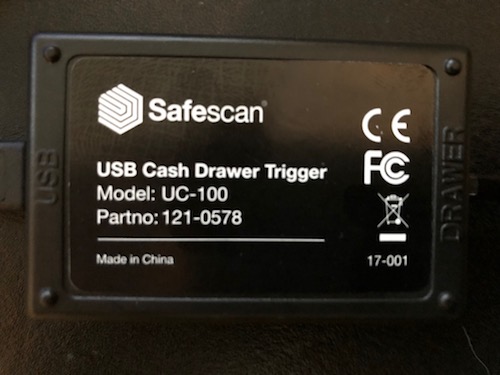 Safescan®
CE
FC
USB Cash Drawer Trigger
Model: UC-100
Partno: 121-0578
Made in China
17-001
USB
DRAWER